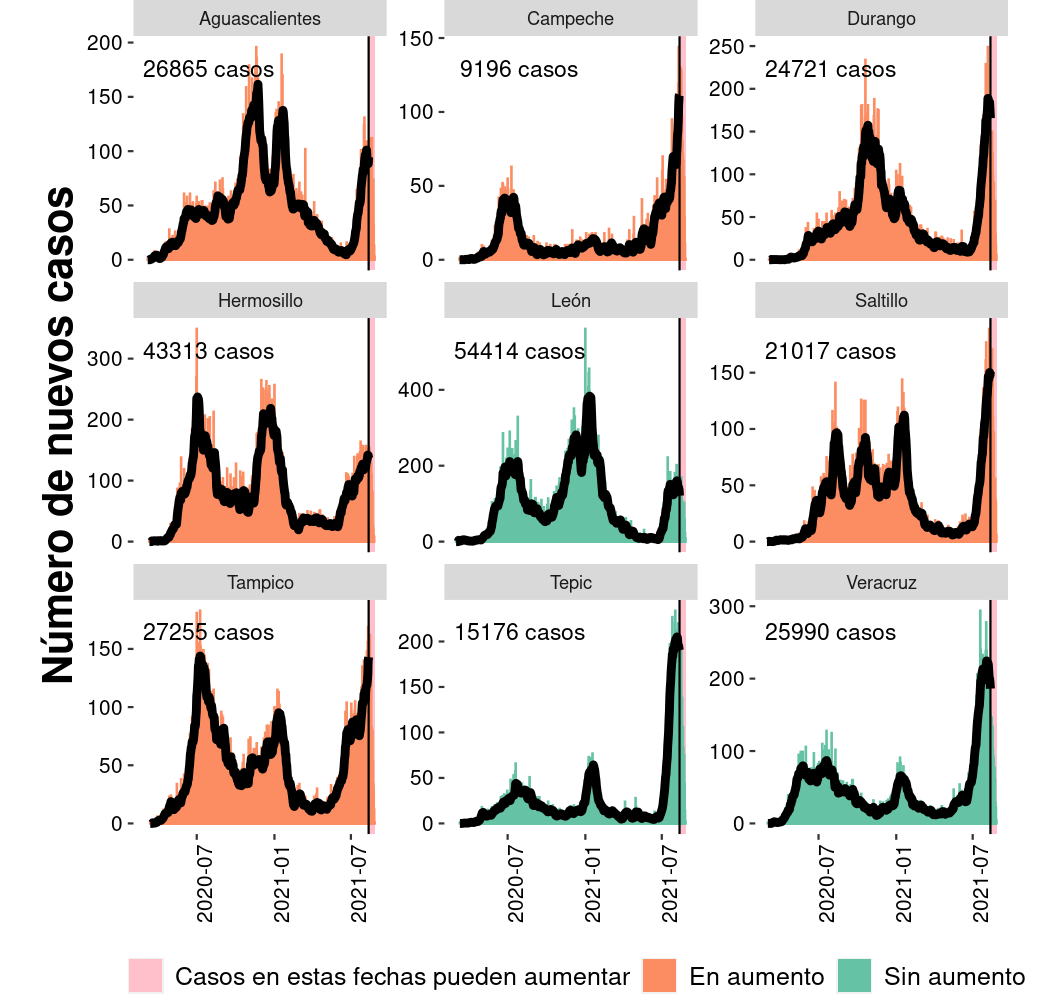 Número de nuevos casos
Aguascalientes
Campeche
Durango
200
150
100
50
0
26865 casos
150
100
50
0
9196 casos
250
200
150
100
50
0
24721 casos
Hermosillo
León
Saltillo
300
200
100
0
43313 casos
400
200
0
54414 casos
150
100
50
0
21017 casos
Tampico
Tepic
Veracruz
150
100
50
0
27255 casos
200
150
100
50
0
15176 casos
300
200
100
0
25990 casos
2020-07
2021-01
2021-07
2020-07
2021-01
2021-07
2020-07
2021-01
2021-07
Casos en estas fechas pueden aumentar
En aumento
Sin aumento